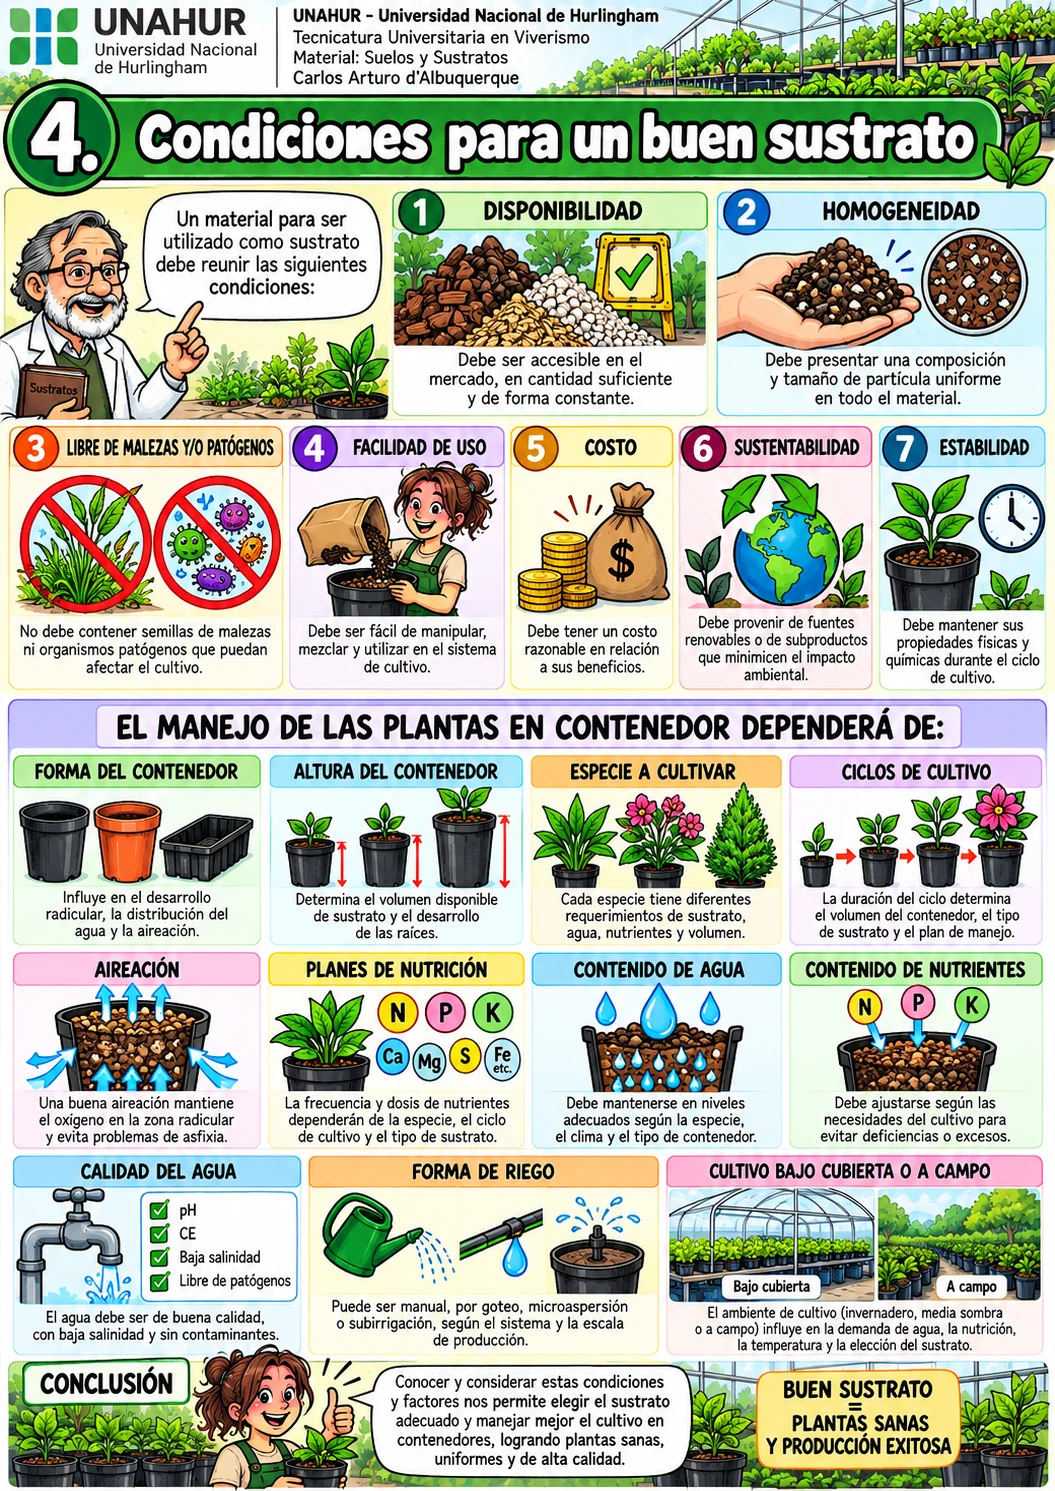 UNAHUR
Universidad Nacional
de Hurlingham
UNAHUR - Universidad Nacional de Hurlingham
Tecnicatura Universitaria en Viverismo
Material: Suelos y Sustratos
Carlos Arturo d'Albuquerque
4. Condiciones para un buen sustrato
Un material para ser
utilizado como sustrato
debe reunir las siguientes
condiciones:
Sustratos
1 DISPONIBILIDAD
Debe ser accesible en el
mercado, en cantidad suficiente
y de forma constante.
2 HOMOGENEIDAD
Debe presentar una composición
y tamaño de partícula uniforme
en todo el material.
3 LIBRE DE MALEZAS Y/O PATÓGENOS
No debe contener semillas de malezas
ni organismos patógenos que puedan
afectar el cultivo.
4 FACILIDAD DE USO
Debe ser fácil de manipular,
mezclar y utilizar en el sistema
de cultivo.
5 COSTO
$
Debe tener un costo
razonable en relación
a sus beneficios.
6 SUSTENTABILIDAD
Debe provenir de fuentes
renovables o de subproductos
que minimicen el impacto
ambiental.
7 ESTABILIDAD
Debe mantener sus
propiedades físicas y
químicas durante el ciclo
de cultivo.
EL MANEJO DE LAS PLANTAS EN CONTENEDOR DEPENDERÁ DE:
FORMA DEL CONTENEDOR
Influye en el desarrollo
radicular, la distribución del
agua y la aireación.
ALTURA DEL CONTENEDOR
Determina el volumen disponible
de sustrato y el desarrollo
de las raíces.
ESPECIE A CULTIVAR
Cada especie tiene diferentes
requerimientos de sustrato,
agua, nutrientes y volumen.
CICLOS DE CULTIVO
La duración del ciclo determina
el volumen del contenedor, el tipo
de sustrato y el plan de manejo.
AIREACIÓN
Una buena aireación mantiene
el oxígeno en la zona radicular
y evita problemas de asfixia.
PLANES DE NUTRICIÓN
N P K
Ca Mg S Fe
etc.
La frecuencia y dosis de nutrientes
dependerán de la especie, el ciclo
de cultivo y el tipo de sustrato.
CONTENIDO DE AGUA
Debe mantenerse en niveles
adecuados según la especie,
el clima y el tipo de contenedor.
CONTENIDO DE NUTRIENTES
N P K
Debe ajustarse según las
necesidades del cultivo para
evitar deficiencias o excesos.
CALIDAD DEL AGUA
pH
CE
Baja salinidad
Libre de patógenos
El agua debe ser de buena calidad,
con baja salinidad y sin contaminantes.
FORMA DE RIEGO
Puede ser manual, por goteo, microaspersión
o subirrigación, según el sistema y la escala
de producción.
CULTIVO BAJO CUBIERTA O A CAMPO
Bajo cubierta
A campo
El ambiente de cultivo (invernadero, media sombra
o a campo) influye en la demanda de agua, la nutrición,
la temperatura y la elección del sustrato.
CONCLUSIÓN
Conocer y considerar estas condiciones
y factores nos permite elegir el sustrato
adecuado y manejar mejor el cultivo en
contenedores, logrando plantas sanas,
uniformes y de alta calidad.
BUEN SUSTRATO
=
PLANTAS SANAS
Y PRODUCCIÓN EXITOSA